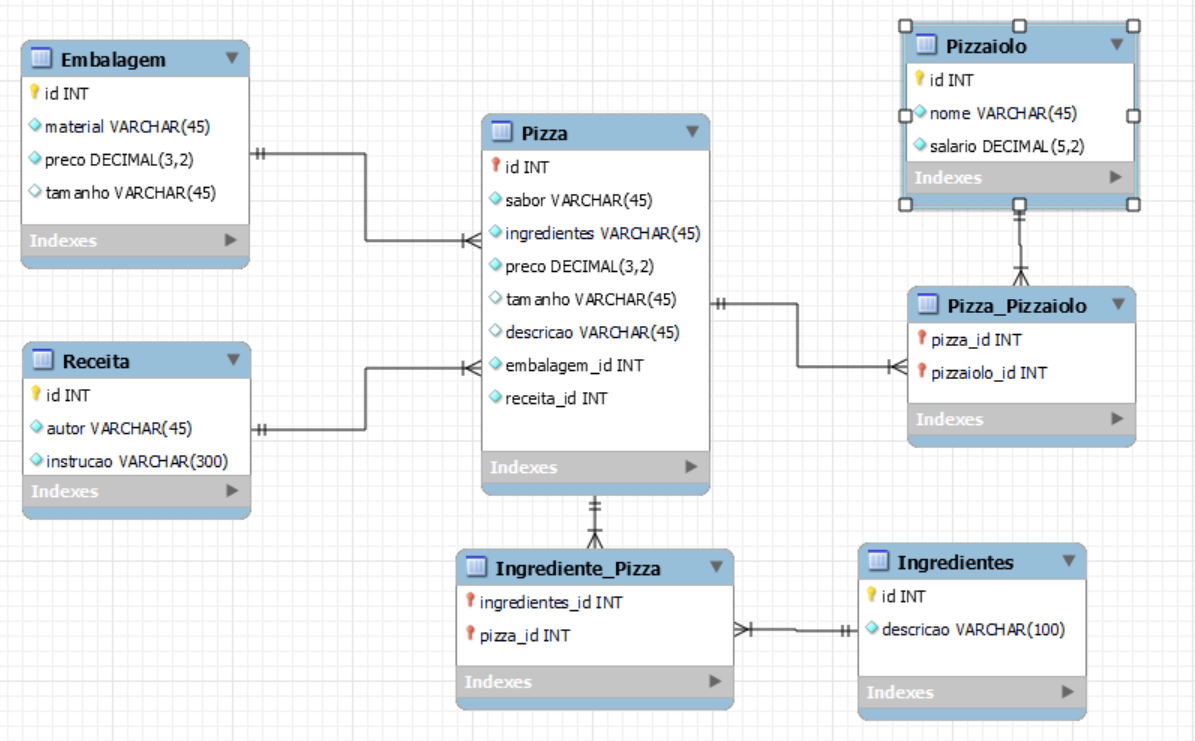 Embalagem
id INT
material VARCHAR(45)
preco DECIMAL(3,2)
tamanho VARCHAR(45)
Indexes
Receita
id INT
autor VARCHAR(45)
instrucao VARCHAR(300)
Indexes
Pizza
id INT
sabor VARCHAR(45)
ingredientes VARCHAR(45)
preco DECIMAL(3,2)
tamanho VARCHAR(45)
descricao VARCHAR(45)
embalagem_id INT
receita_id INT
Indexes
Pizzaiolo
id INT
nome VARCHAR(45)
salario DECIMAL(5,2)
Indexes
Pizza_Pizzaiolo
pizza_id INT
pizzaiolo_id INT
Indexes
Ingrediente_Pizza
ingredientes_id INT
pizza_id INT
Indexes
Ingredientes
id INT
descricao VARCHAR(100)
Indexes